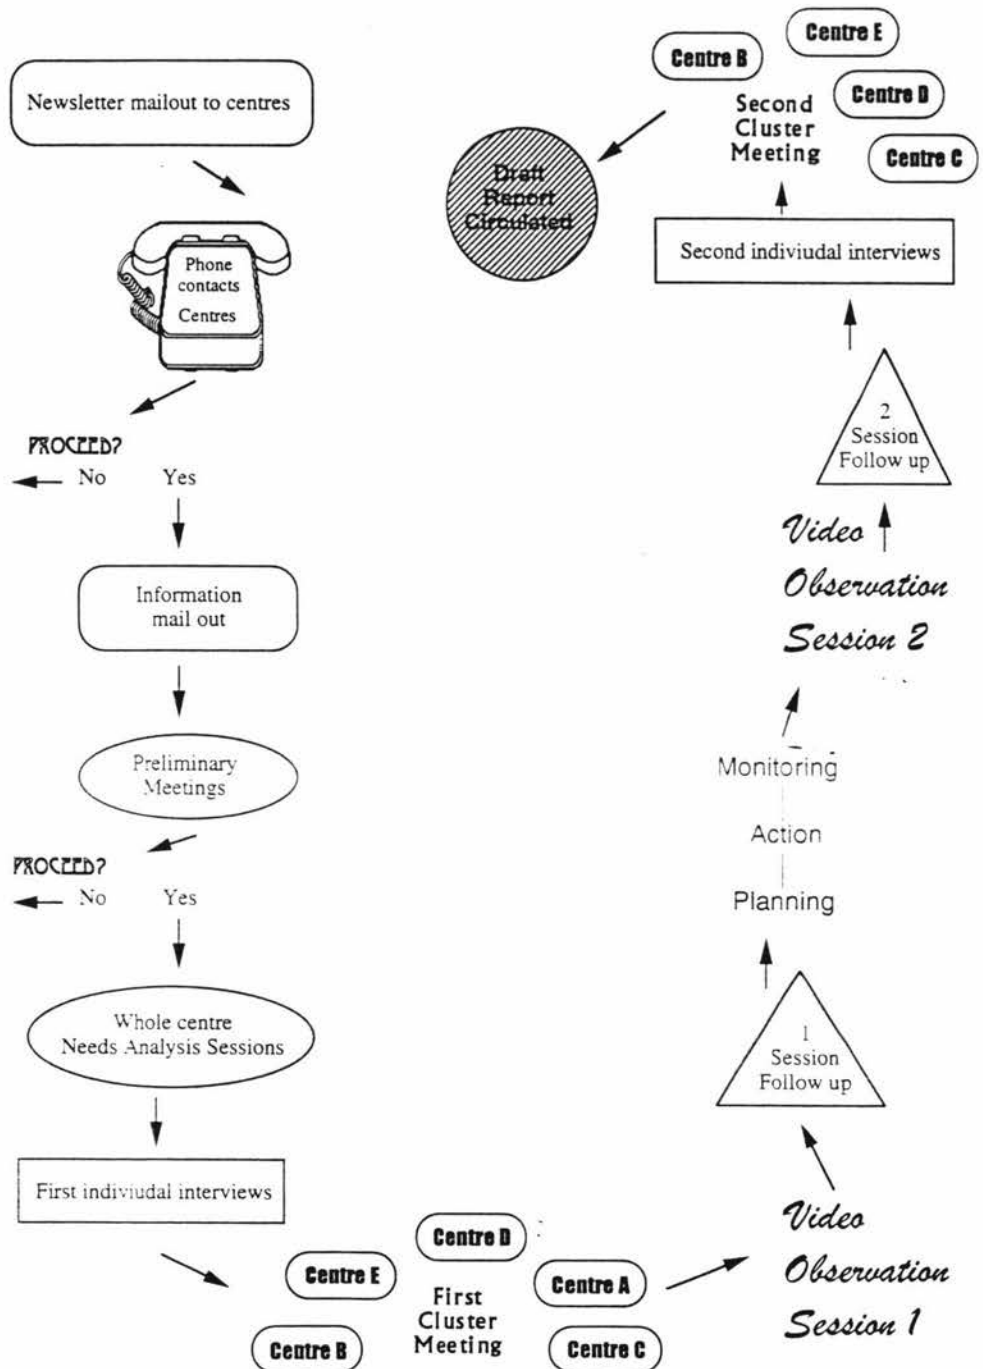 Newsletter mailout to centres
Phone
contacts
Centres
PROCEED?
No Yes
Information
mail out
Preliminary
Meetings
PROCEED?
No Yes
Whole centre
Needs Analysis Sessions
First indiviudal interviews
Centre D
Centre E
Centre A
First
Cluster
Meeting
Centre B
Centre C
Video
Observation
Session 1
1
Session
Follow up
Planning
Action
Monitoring
Video
Observation
Session 2
2
Session
Follow up
Second indiviudal interviews
Second
Cluster
Meeting
Centre B
Centre E
Centre D
Centre C
Draft
Report
Circulated